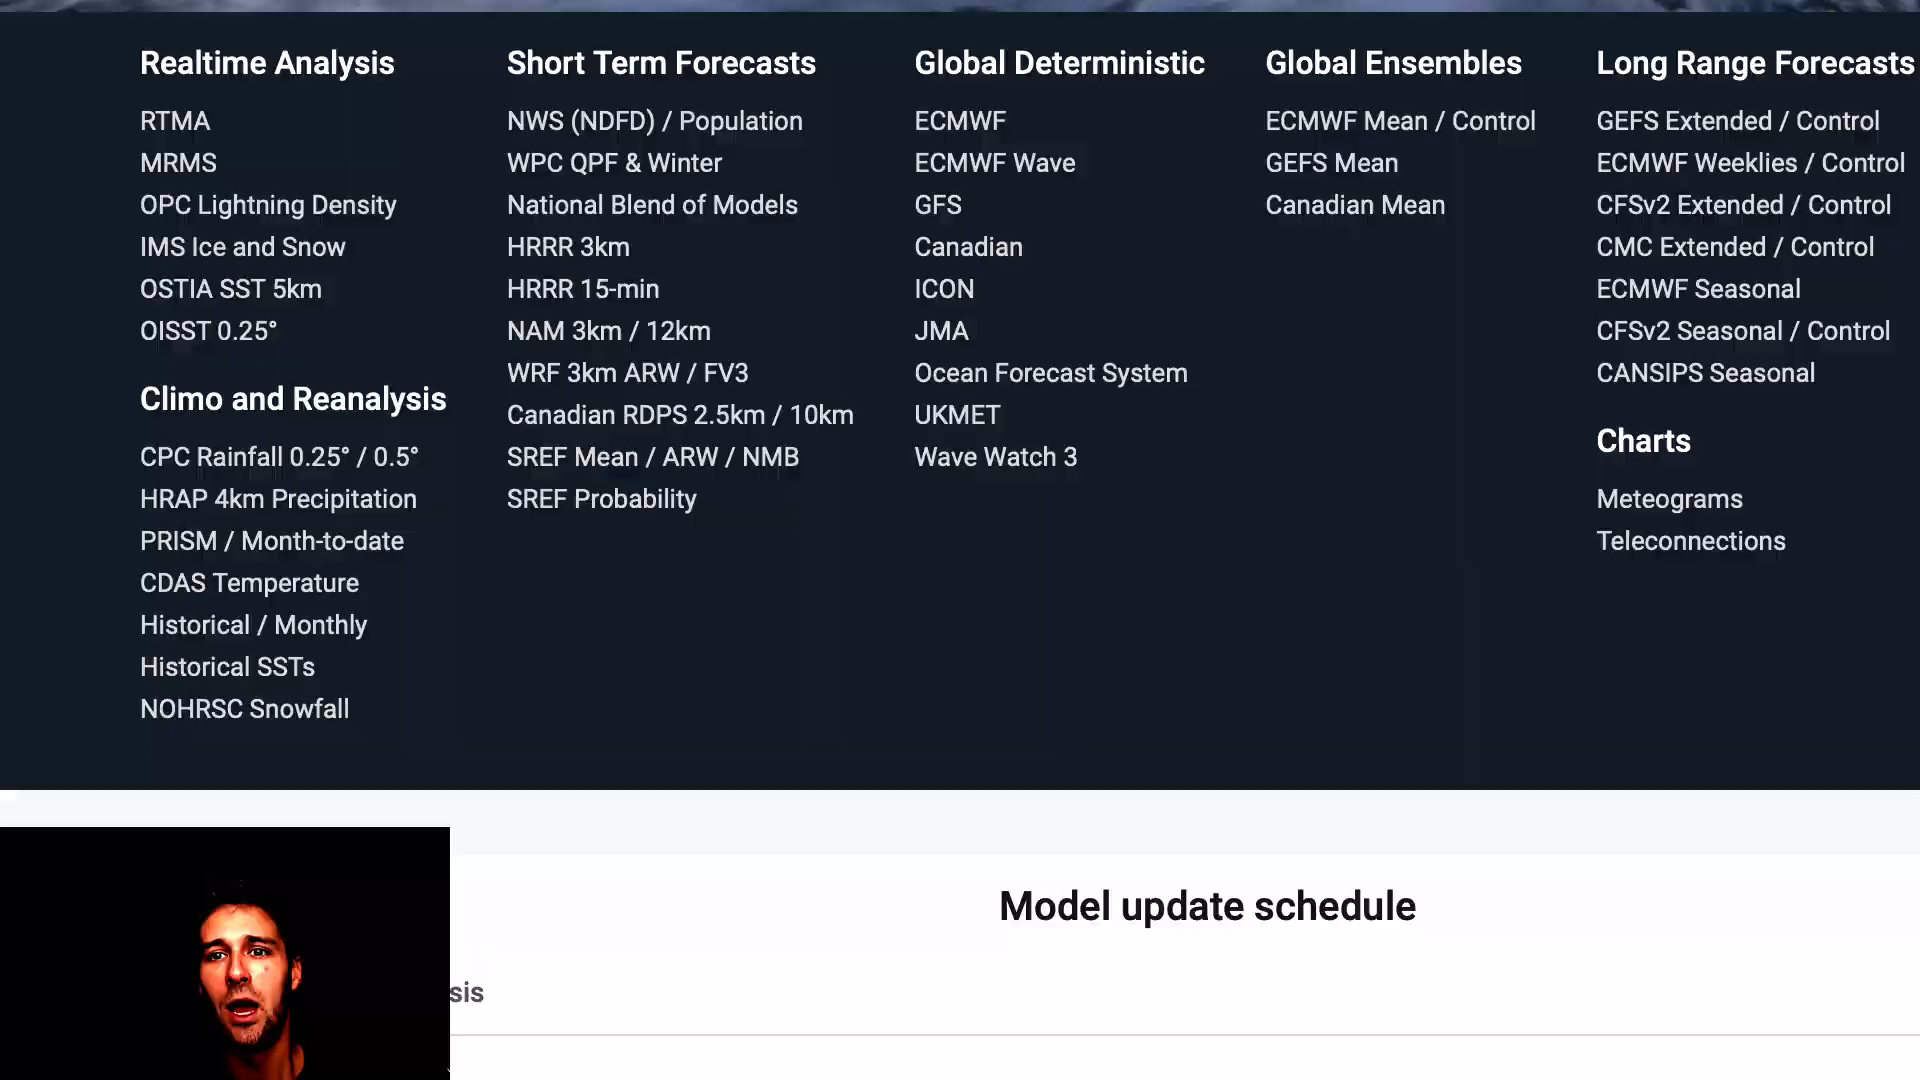 Realtime Analysis
RTMA
MRMS
OPC Lightning Density
IMS Ice and Snow
OSTIA SST 5km
OISST 0.25°
Climo and Reanalysis
CPC Rainfall 0.25° / 0.5°
HRAP 4km Precipitation
PRISM / Month-to-date
CDAS Temperature
Historical / Monthly
Historical SSTs
NOHRSC Snowfall
Short Term Forecasts
NWS (NDFD) / Population
WPC QPF & Winter
National Blend of Models
HRRR 3km
HRRR 15-min
NAM 3km / 12km
WRF 3km ARW / FV3
Canadian RDPS 2.5km / 10km
SREF Mean / ARW / NMB
SREF Probability
Global Deterministic
ECMWF
ECMWF Wave
GFS
Canadian
ICON
JMA
Ocean Forecast System
UKMET
Wave Watch 3
Global Ensembles
ECMWF Mean / Control
GEFS Mean
Canadian Mean
Long Range Forecasts
GEFS Extended / Control
ECMWF Weeklies / Control
CFSv2 Extended / Control
CMC Extended / Control
ECMWF Seasonal
CFSv2 Seasonal / Control
CANSIPS Seasonal
Charts
Meteograms
Teleconnections
Model update schedule
sis